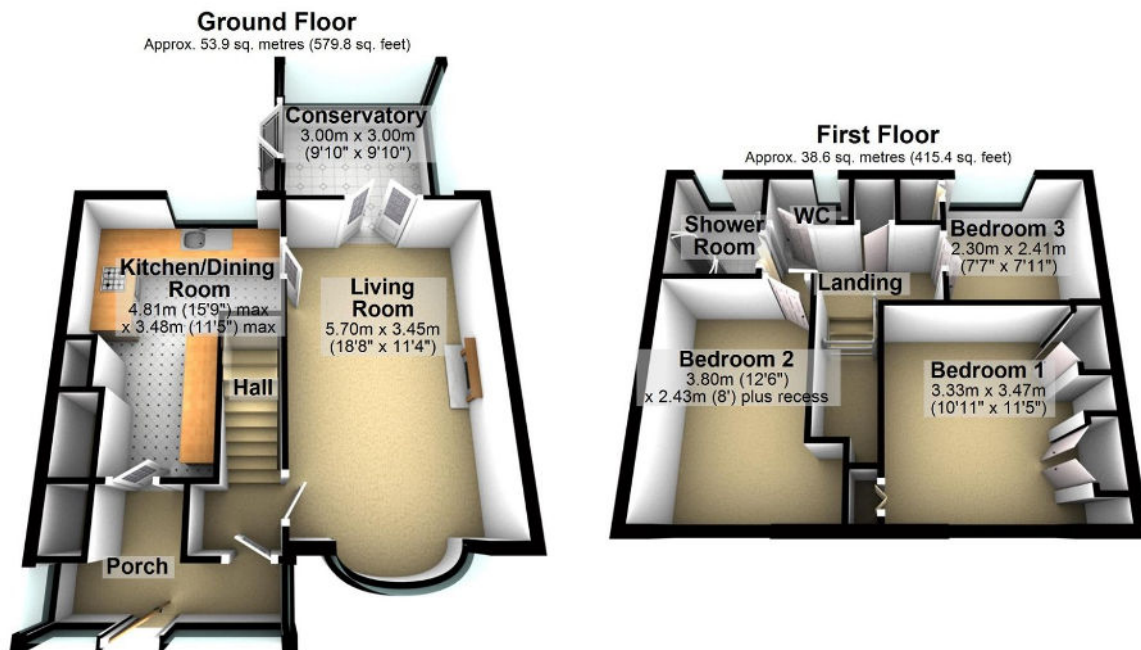 Ground Floor
Approx. 53.9 sq. metres (579.8 sq. feet)
Conservatory
3.00m x 3.00m
(9'10" x 9'10")
Kitchen/Dining
Room
4.81m (15'9") max
x 3.48m (11'5") max
Living
Room
5.70m x 3.45m
(18'8" x 11'4")
Hall
Porch
First Floor
Approx. 38.6 sq. metres (415.4 sq. feet)
Shower
Room
WC
Bedroom 3
2.30m x 2.41m
(7'7" x 7'11")
Landing
Bedroom 2
3.80m (12'6")
x 2.43m (8') plus recess
Bedroom 1
3.33m x 3.47m
(10'11" x 11'5")